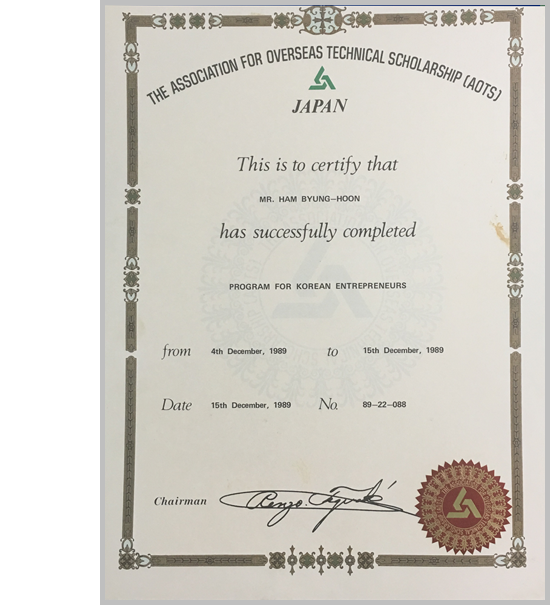 THE ASSOCIATION FOR OVERSEAS TECHNICAL SCHOLARSHIP (AOTS)
JAPAN
This is to certify that
MR. HAM BYUNG-HOON
has successfully completed
PROGRAM FOR KOREAN ENTREPRENEURS
from 4th December, 1989 to 15th December, 1989
Date 15th December, 1989 No. 89-22-088
Chairman